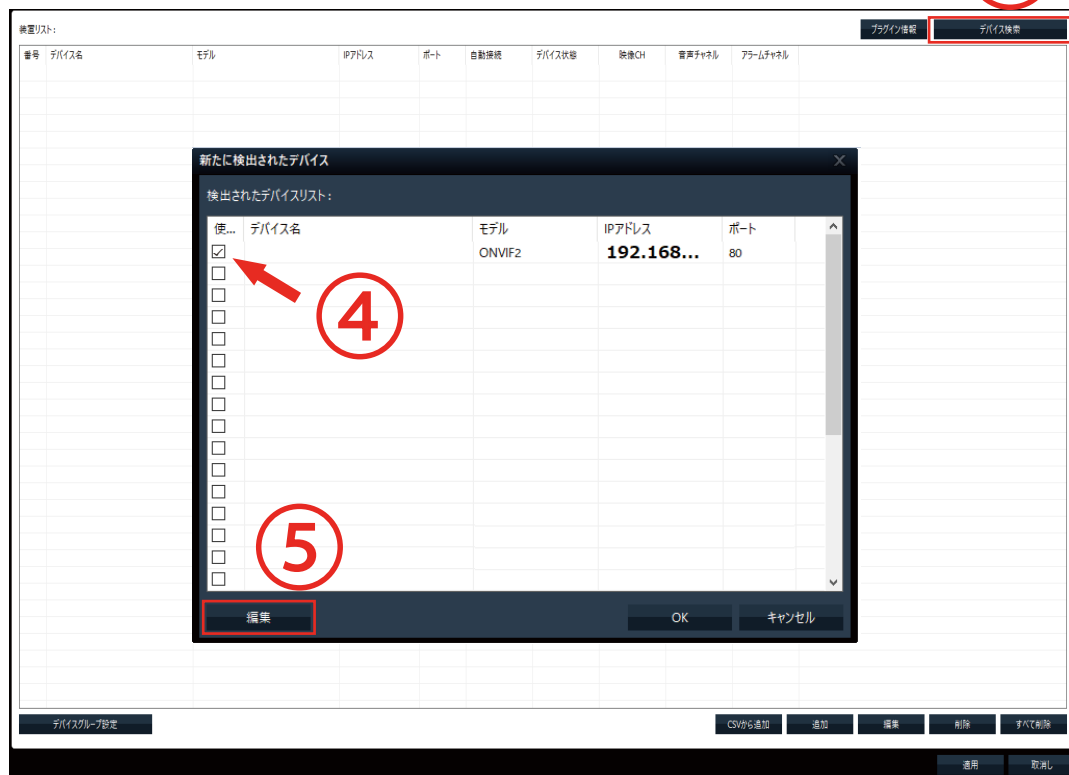 装置リスト:
プラグイン情報
デバイス検索
番号 デバイス名 モデル IPアドレス ポート 自動接続 デバイス状態 映像CH 音声チャネル アラームチャネル
新たに検出されたデバイス
検出されたデバイスリスト:
使... デバイス名 モデル IPアドレス ポート
ONVIF2 192.168... 80
④
⑤
編集 OK キャンセル
デバイスグループ設定 CSVから追加 追加 編集 削除 すべて削除
適用 取消し